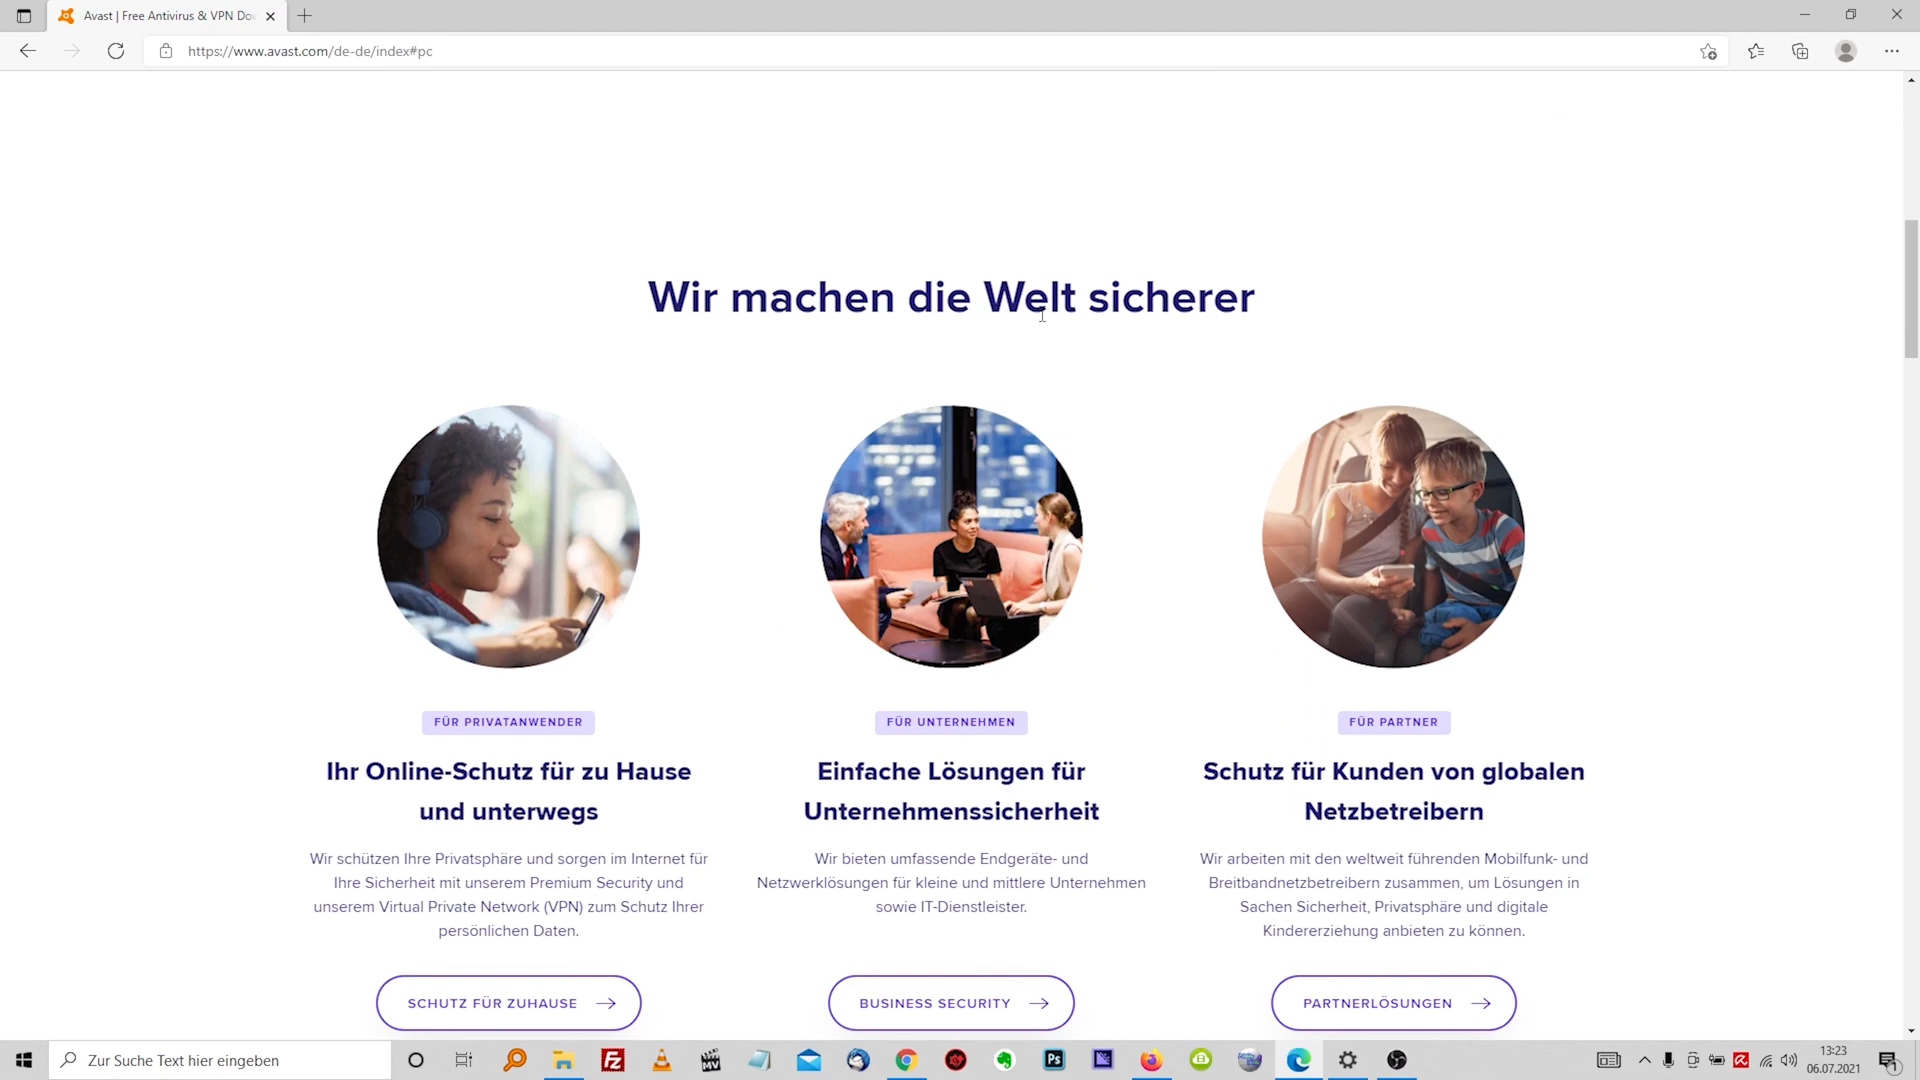 Avast | Free Antivirus & VPN Do
https://www.avast.com/de-de/index#pc
Wir machen die Welt sicherer
FÜR PRIVATANWENDER
Ihr Online-Schutz für zu Hause
und unterwegs
Wir schützen Ihre Privatsphäre und sorgen im Internet für
Ihre Sicherheit mit unserem Premium Security und
unserem Virtual Private Network (VPN) zum Schutz Ihrer
persönlichen Daten.
SCHUTZ FÜR ZUHAUSE
FÜR UNTERNEHMEN
Einfache Lösungen für
Unternehmenssicherheit
Wir bieten umfassende Endgeräte- und
Netzwerklösungen für kleine und mittlere Unternehmen
sowie IT-Dienstleister.
BUSINESS SECURITY
FÜR PARTNER
Schutz für Kunden von globalen
Netzbetreibern
Wir arbeiten mit den weltweit führenden Mobilfunk- und
Breitbandnetzbetreibern zusammen, um Lösungen in
Sachen Sicherheit, Privatsphäre und digitale
Kindererziehung anbieten zu können.
PARTNERLÖSUNGEN
Zur Suche Text hier eingeben
Fz
MV
Ps
13:23
06.07.2021
1